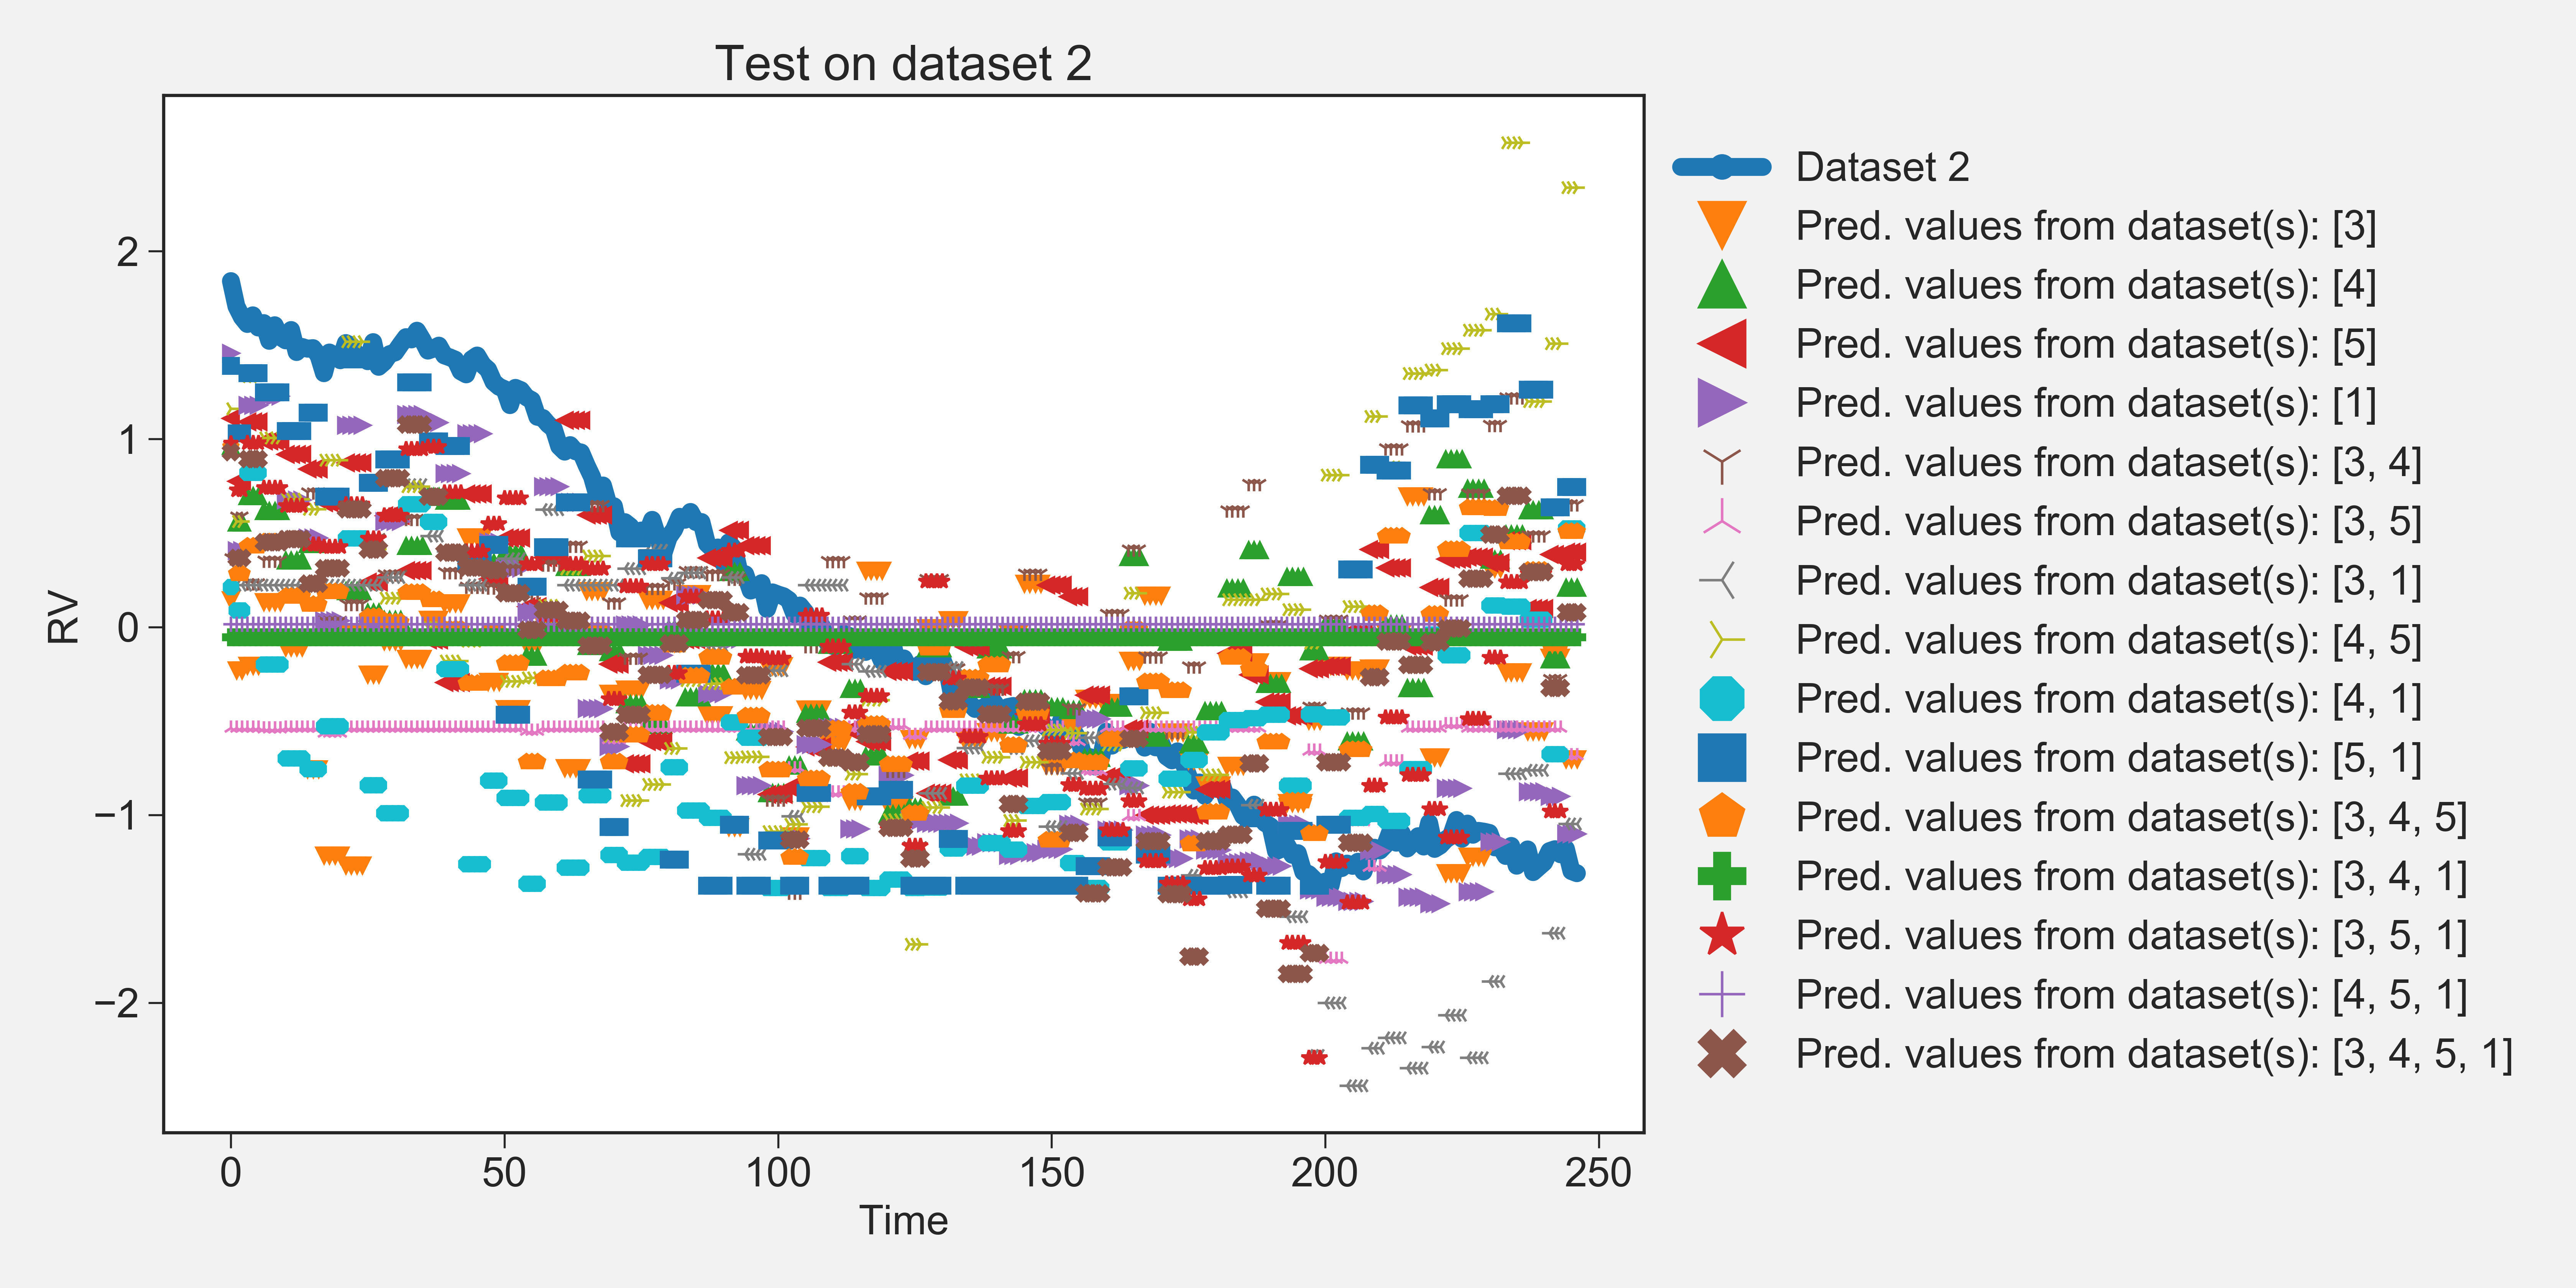 Test on dataset 2
RV
2
1
0
−1
−2
0 50 100 150 200 250
Time
Dataset 2
Pred. values from dataset(s): [3]
Pred. values from dataset(s): [4]
Pred. values from dataset(s): [5]
Pred. values from dataset(s): [1]
Pred. values from dataset(s): [3, 4]
Pred. values from dataset(s): [3, 5]
Pred. values from dataset(s): [3, 1]
Pred. values from dataset(s): [4, 5]
Pred. values from dataset(s): [4, 1]
Pred. values from dataset(s): [5, 1]
Pred. values from dataset(s): [3, 4, 5]
Pred. values from dataset(s): [3, 4, 1]
Pred. values from dataset(s): [3, 5, 1]
Pred. values from dataset(s): [4, 5, 1]
Pred. values from dataset(s): [3, 4, 5, 1]